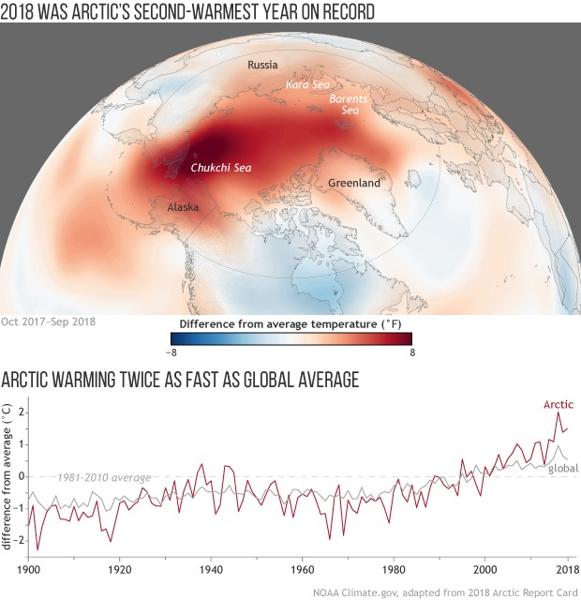 2018 WAS ARCTIC'S SECOND-WARMEST YEAR ON RECORD
Russia
Kara Sea
Barents
Sea
Chukchi Sea
Greenland
Alaska
Oct 2017–Sep 2018
Difference from average temperature (°F)
-8 8
ARCTIC WARMING TWICE AS FAST AS GLOBAL AVERAGE
difference from average (°C)
2
1
0
-1
-2
Arctic
global
1981-2010 average
1900 1920 1940 1960 1980 2000 2018
NOAA Climate.gov, adapted from 2018 Arctic Report Card